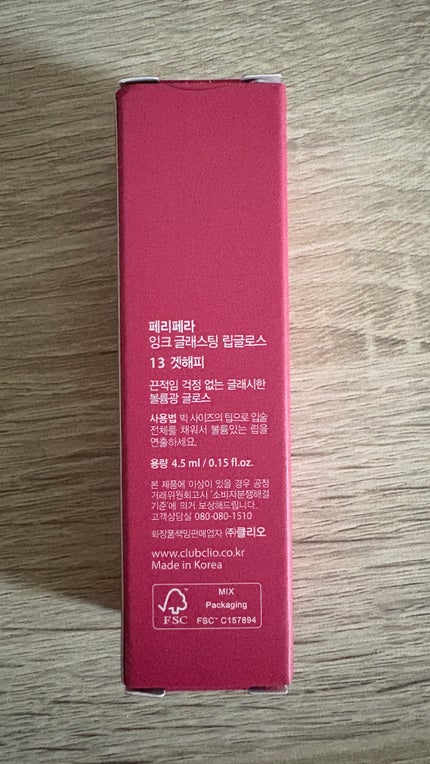 페리페라
잉크 글래스팅 립글로스
13 겟해피
끈적임 걱정 없는 글래시한
볼륨광 글로스
사용법 빅 사이즈의 팁으로 입술
전체를 채워서 볼륨있는 립을
연출하세요.
용량 4.5 ml / 0.15 fl.oz.
본 제품에 이상이 있을 경우 공정
거래위원회고시 '소비자분쟁해결
기준'에 의거 보상해드립니다.
고객상담실 080-080-1510
화장품책임판매업자 ㈜클리오
www.clubclio.co.kr
Made in Korea
FSC
MIX
Packaging
FSC™ C157894